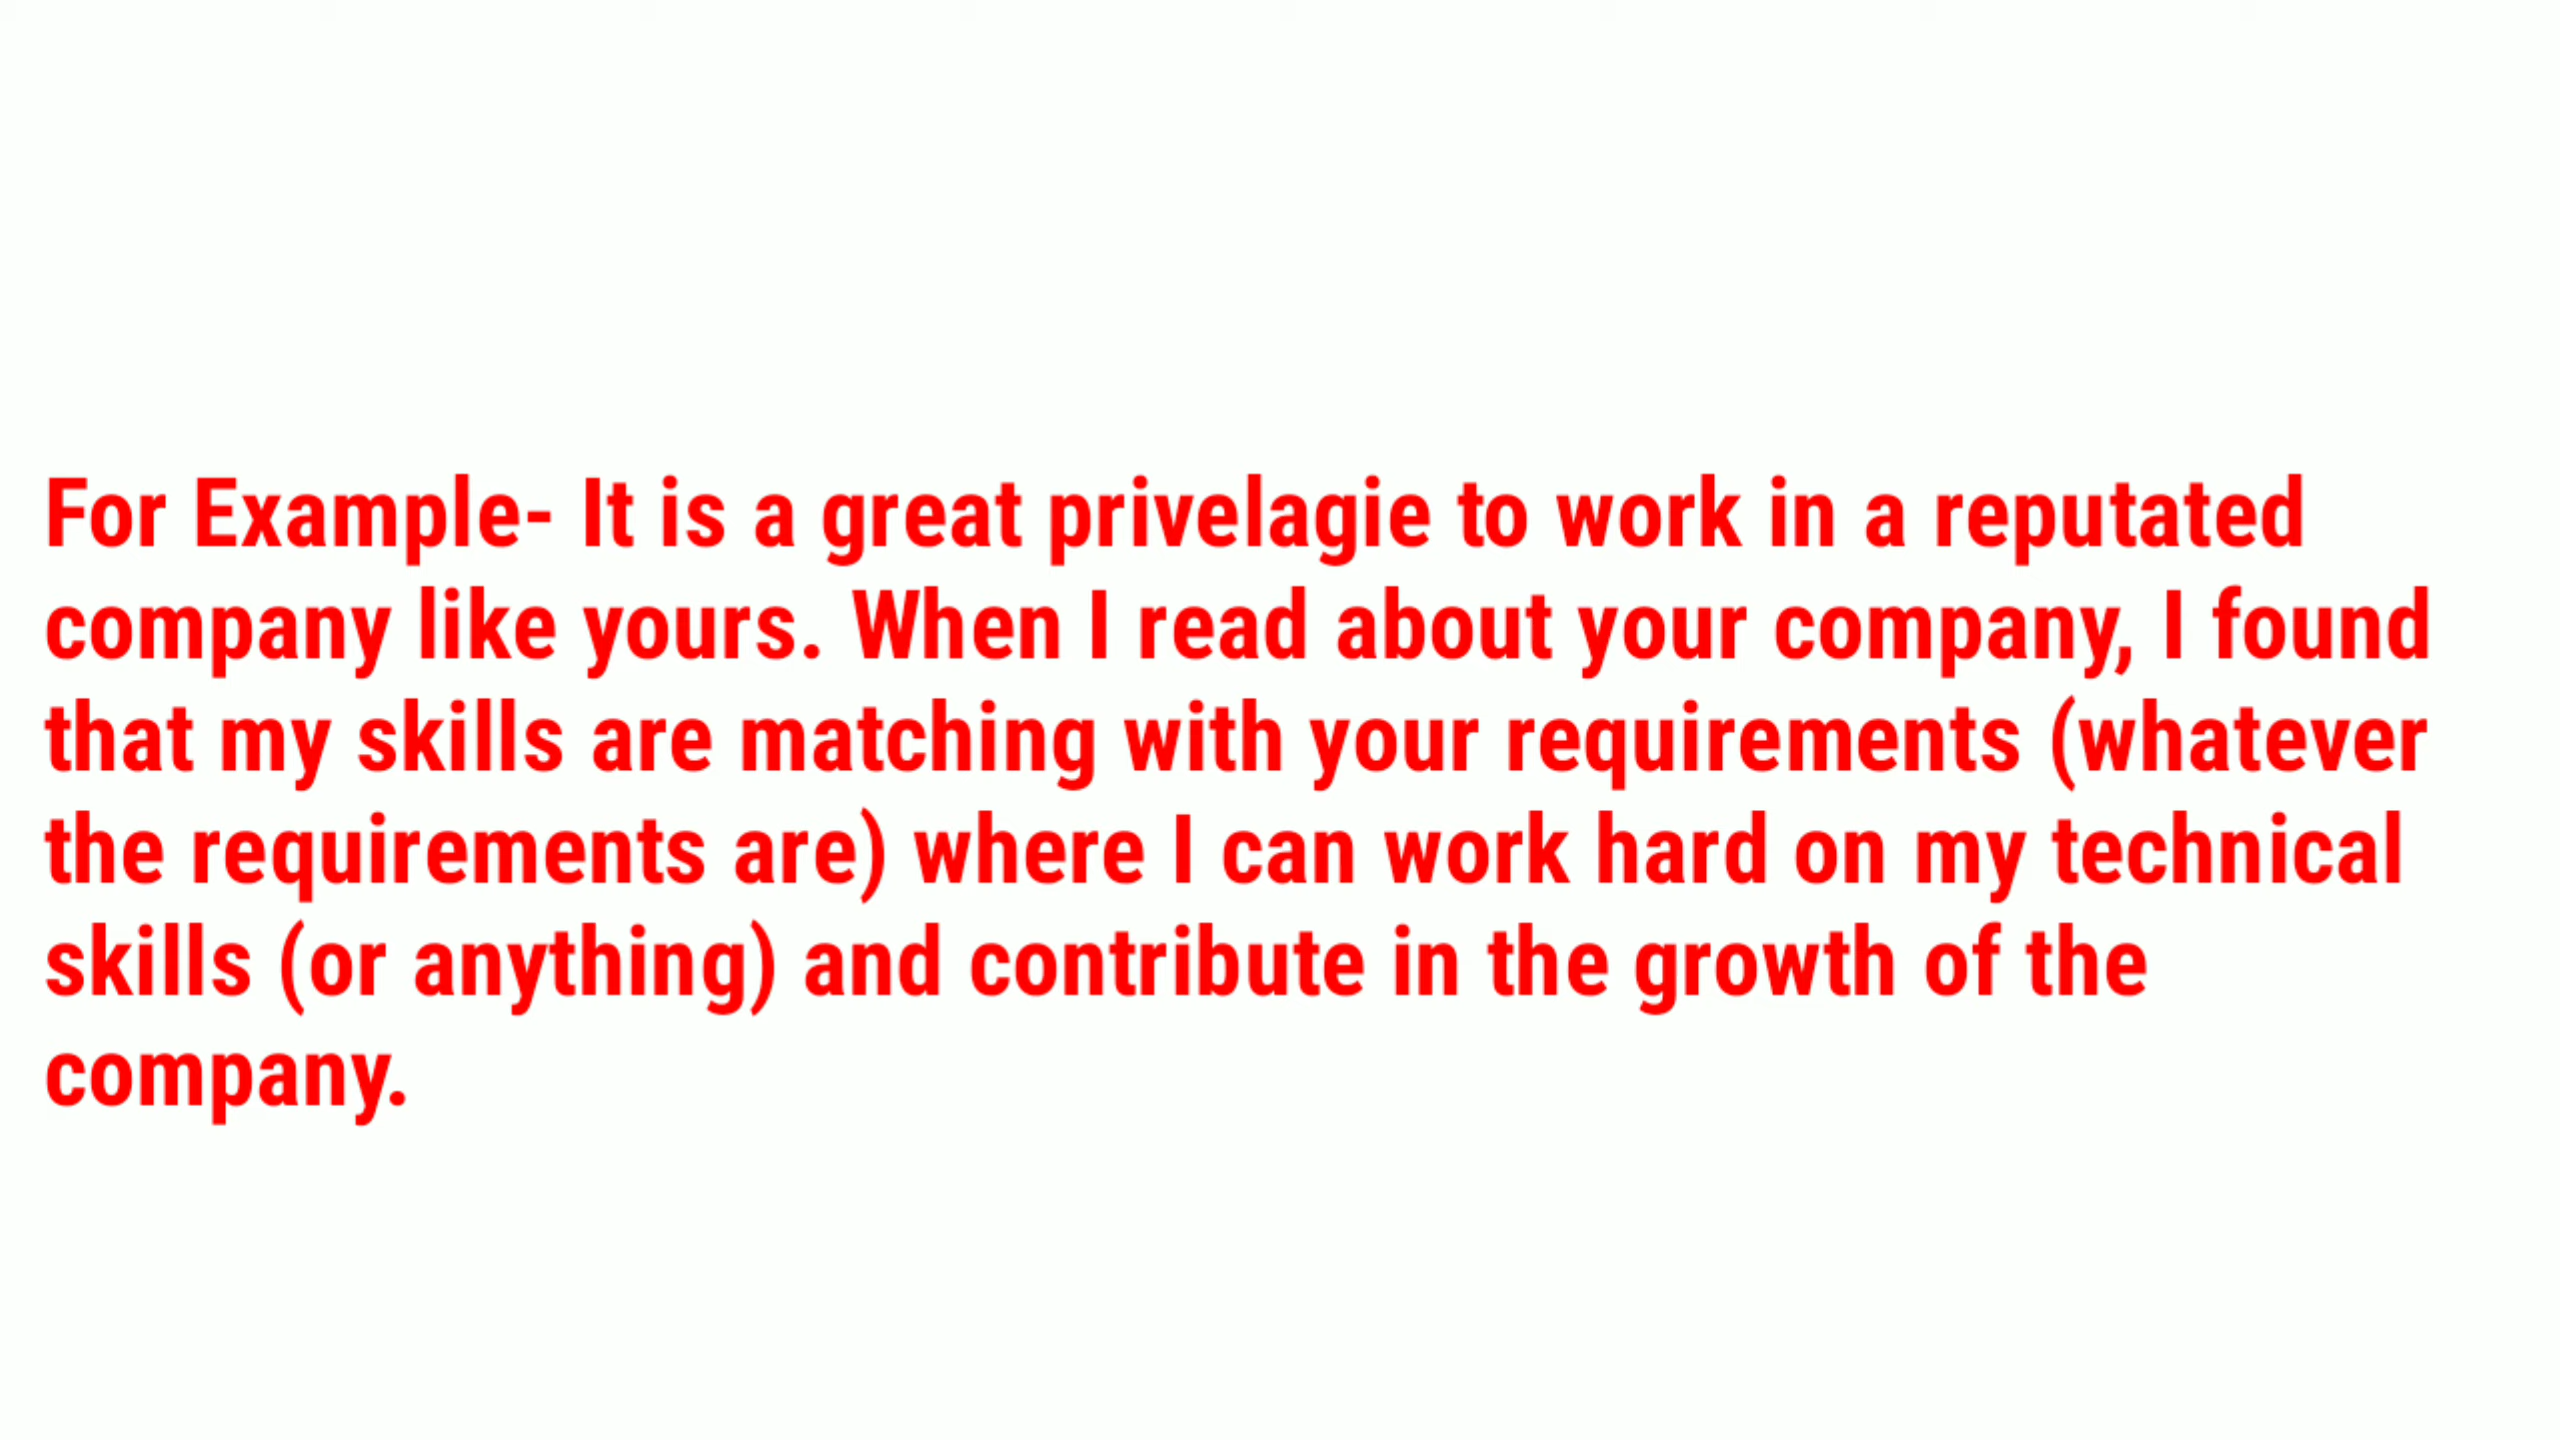 For Example- It is a great privelagie to work in a reputated
company like yours. When I read about your company, I found
that my skills are matching with your requirements (whatever
the requirements are) where I can work hard on my technical
skills (or anything) and contribute in the growth of the
company.